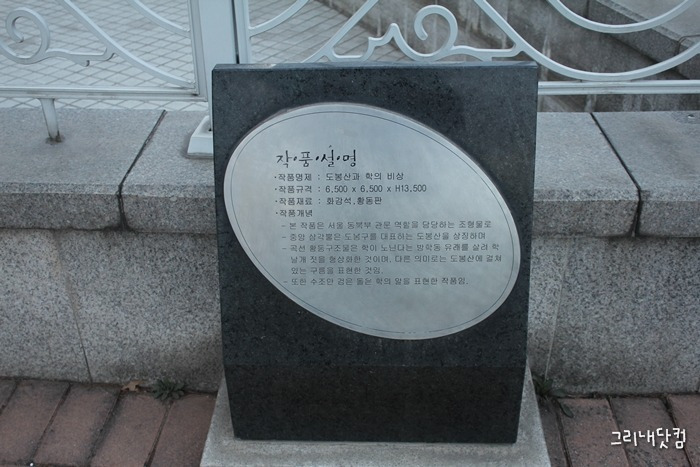 작·품·설·명
·작품명제 : 도봉산과 학의 비상
·작품규격 : 6,500 x 6,500 x H13,500
·작품재료 : 화강석,황동판
·작품개념
- 본 작품은 서울 동북부 관문 역할을 담당하는 조형물로
- 중앙 삼각뿔은 도봉구를 대표하는 도봉산을 상징하며
- 곡선 황동구조물은 학이 노닌다는 방학동 유래를 살려 학
날개 짓을 형상화한 것이며, 다른 의미로는 도봉산에 걸쳐
있는 구름을 표현한 것임.
- 또한 수조안 검은 돌은 학의 알을 표현한 작품임.
그리내닷컴